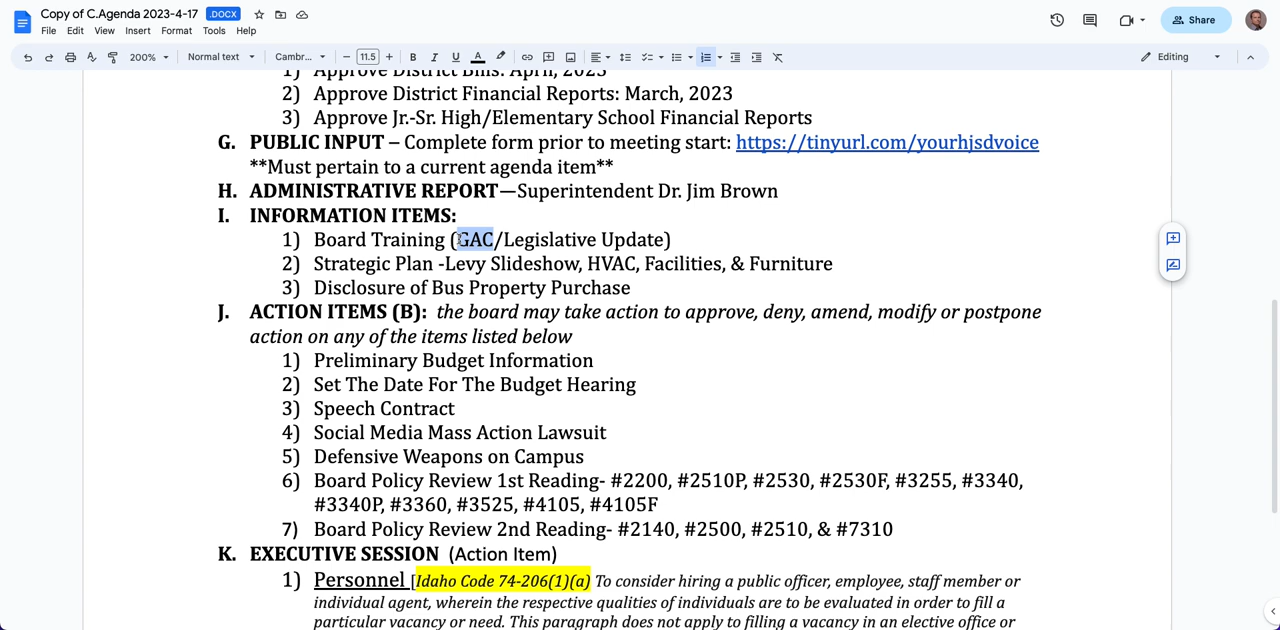 Copy of C.Agenda 2023-4-17 .DOCX
File Edit View Insert Format Tools Help
Share
200% Normal text Cambr... − 11.5 + B I U A Editing
1) Approve District Bills: April, 2023
2) Approve District Financial Reports: March, 2023
3) Approve Jr.-Sr. High/Elementary School Financial Reports
G. PUBLIC INPUT – Complete form prior to meeting start: https://tinyurl.com/yourhjsdvoice
**Must pertain to a current agenda item**
H. ADMINISTRATIVE REPORT—Superintendent Dr. Jim Brown
I. INFORMATION ITEMS:
1) Board Training (GAC/Legislative Update)
2) Strategic Plan -Levy Slideshow, HVAC, Facilities, & Furniture
3) Disclosure of Bus Property Purchase
J. ACTION ITEMS (B): the board may take action to approve, deny, amend, modify or postpone
action on any of the items listed below
1) Preliminary Budget Information
2) Set The Date For The Budget Hearing
3) Speech Contract
4) Social Media Mass Action Lawsuit
5) Defensive Weapons on Campus
6) Board Policy Review 1st Reading- #2200, #2510P, #2530, #2530F, #3255, #3340,
#3340P, #3360, #3525, #4105, #4105F
7) Board Policy Review 2nd Reading- #2140, #2500, #2510, & #7310
K. EXECUTIVE SESSION (Action Item)
1) Personnel [Idaho Code 74-206(1)(a) To consider hiring a public officer, employee, staff member or
individual agent, wherein the respective qualities of individuals are to be evaluated in order to fill a
particular vacancy or need. This paragraph does not apply to filling a vacancy in an elective office or